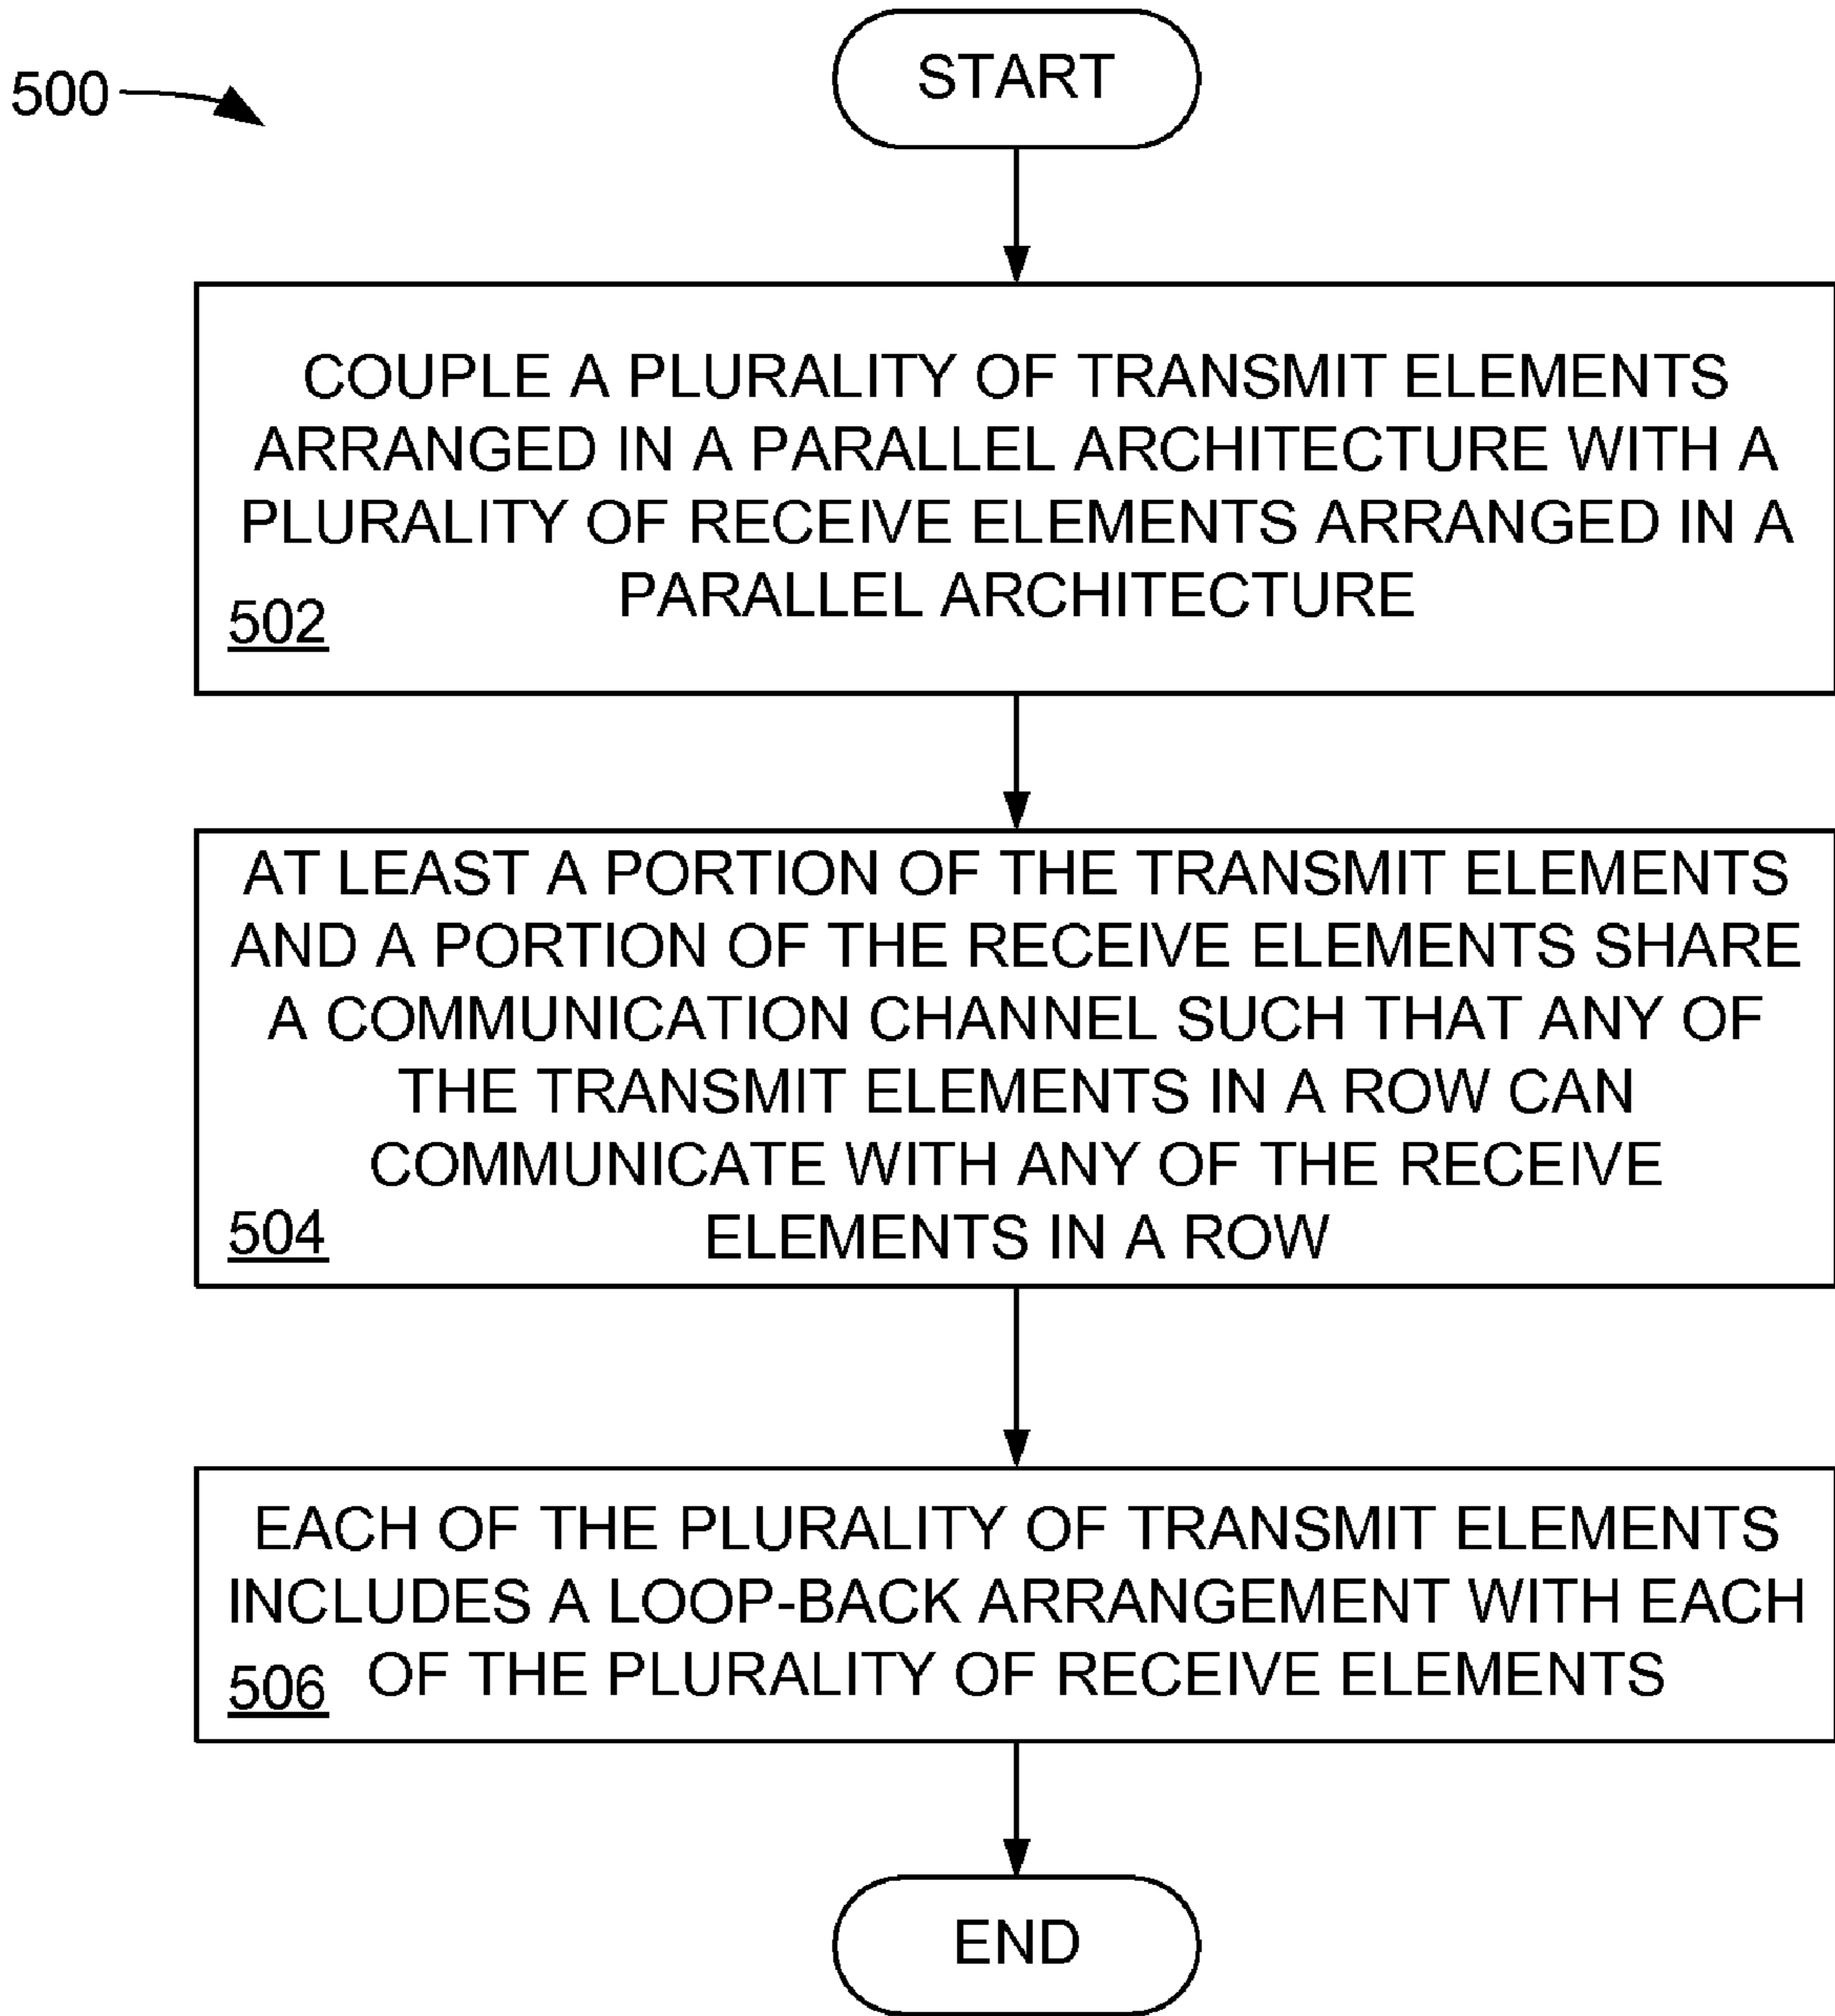 500
START
COUPLE A PLURALITY OF TRANSMIT ELEMENTS
ARRANGED IN A PARALLEL ARCHITECTURE WITH A
PLURALITY OF RECEIVE ELEMENTS ARRANGED IN A
PARALLEL ARCHITECTURE
502
AT LEAST A PORTION OF THE TRANSMIT ELEMENTS
AND A PORTION OF THE RECEIVE ELEMENTS SHARE
A COMMUNICATION CHANNEL SUCH THAT ANY OF
THE TRANSMIT ELEMENTS IN A ROW CAN
COMMUNICATE WITH ANY OF THE RECEIVE
ELEMENTS IN A ROW
504
EACH OF THE PLURALITY OF TRANSMIT ELEMENTS
INCLUDES A LOOP-BACK ARRANGEMENT WITH EACH
OF THE PLURALITY OF RECEIVE ELEMENTS
506
END